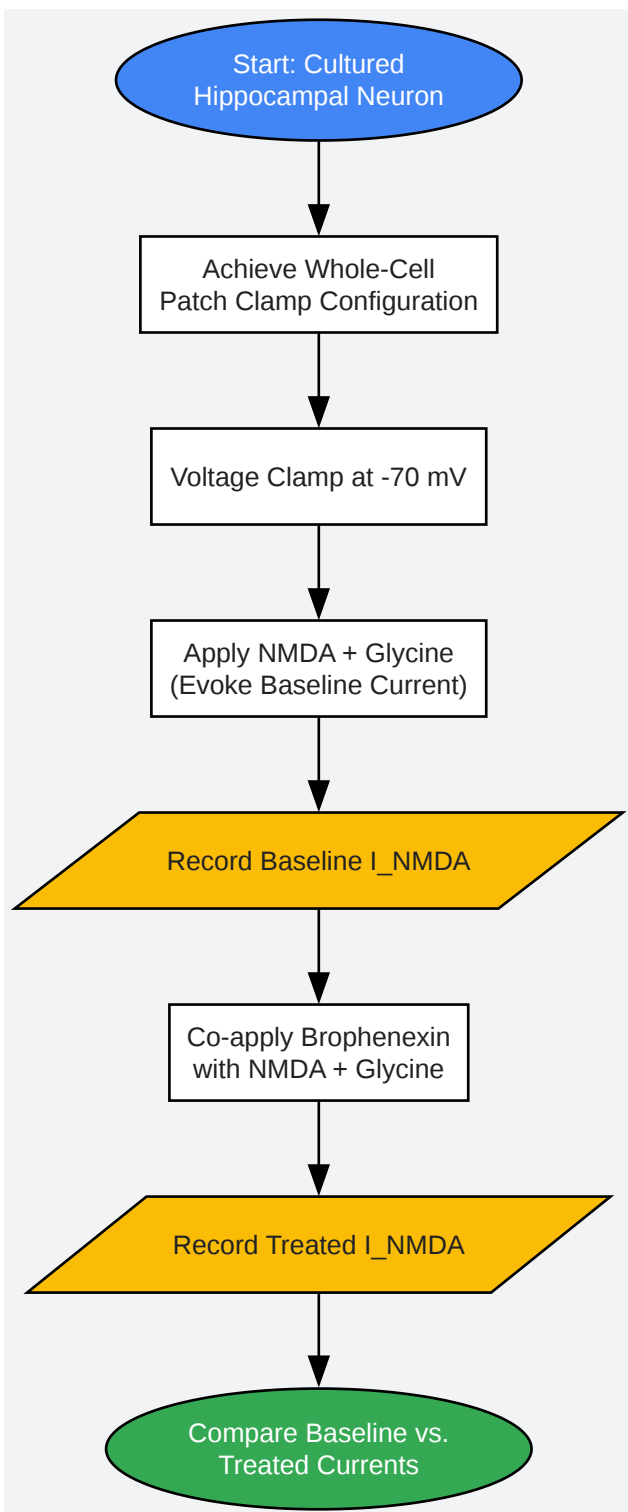 Start: Cultured
Hippocampal Neuron
Achieve Whole-Cell
Patch Clamp Configuration
Voltage Clamp at -70 mV
Apply NMDA + Glycine
(Evoke Baseline Current)
Record Baseline I_NMDA
Co-apply Brophenexin
with NMDA + Glycine
Record Treated I_NMDA
Compare Baseline vs.
Treated Currents